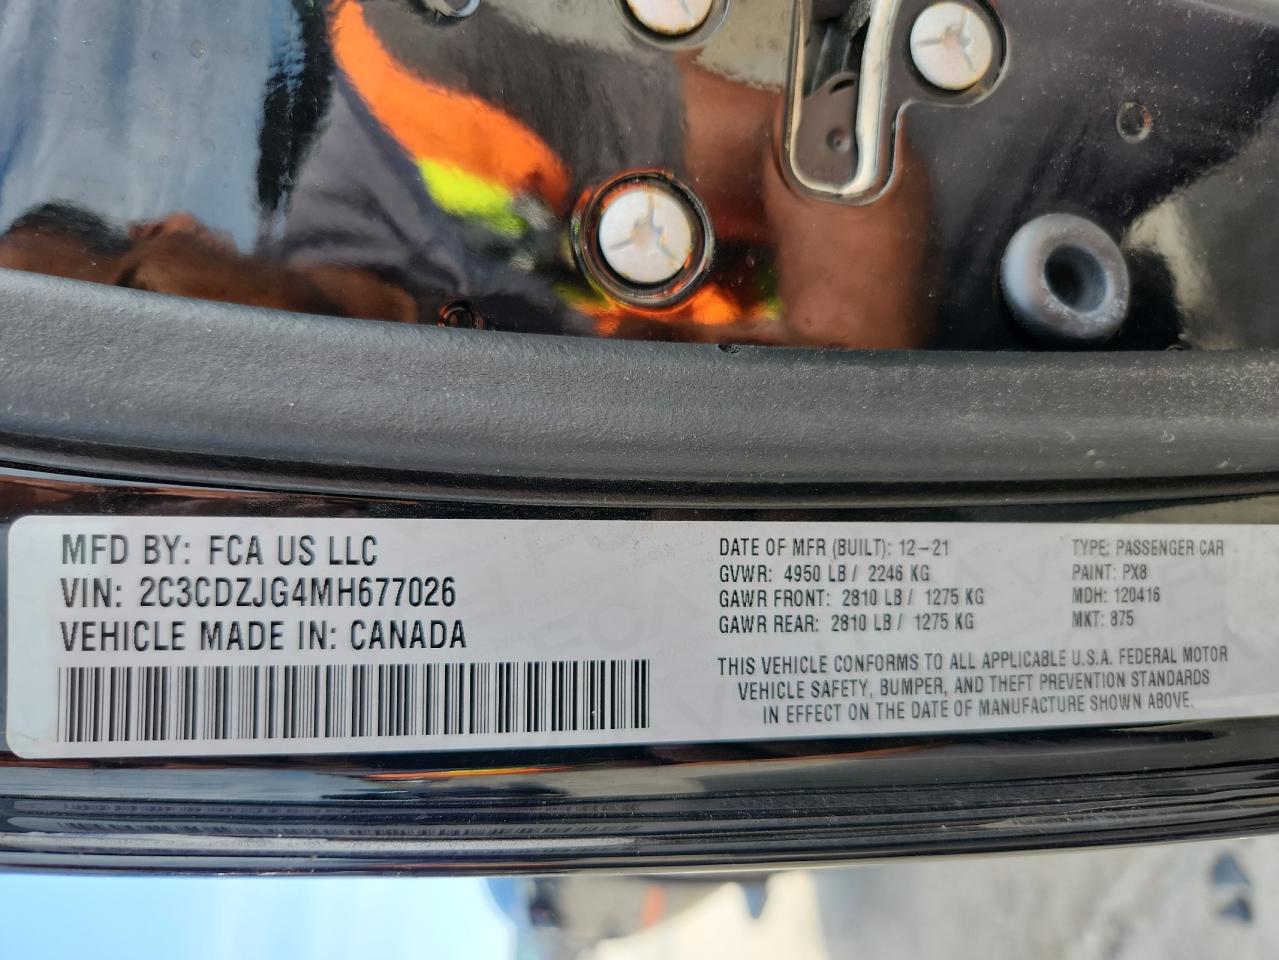 MFD BY: FCA US LLC
VIN: 2C3CDZJG4MH677026
VEHICLE MADE IN: CANADA
DATE OF MFR (BUILT): 12-21
GVWR: 4950 LB / 2246 KG
GAWR FRONT: 2810 LB / 1275 KG
GAWR REAR: 2810 LB / 1275 KG
TYPE: PASSENGER CAR
PAINT: PX8
MDH: 120416
MKT: 875
THIS VEHICLE CONFORMS TO ALL APPLICABLE U.S.A. FEDERAL MOTOR
VEHICLE SAFETY, BUMPER, AND THEFT PREVENTION STANDARDS
IN EFFECT ON THE DATE OF MANUFACTURE SHOWN ABOVE.